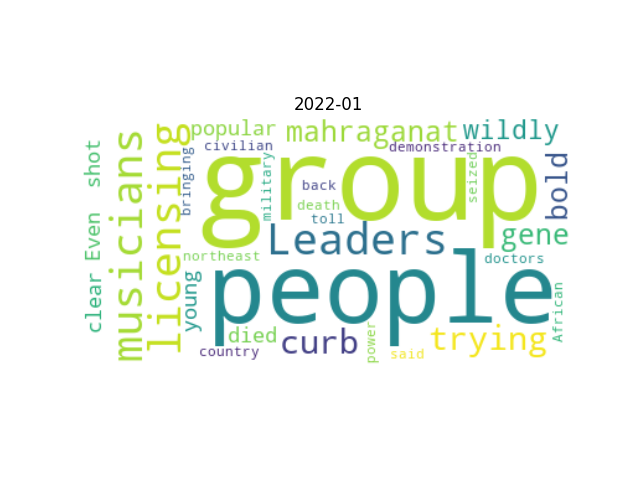 2022-01
popular mahraganat wildly
civilian demonstration
group
people
Leaders
musicians
licensing
bringing
military
seized
bold
shot
Even
clear
back
death
toll
gene
northeast
doctors
young
African
died
curb
trying
country
power
said